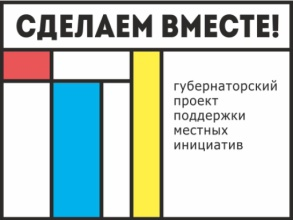 СДЕЛАЕМ ВМЕСТЕ!
губернаторский
проект
поддержки
местных
инициатив